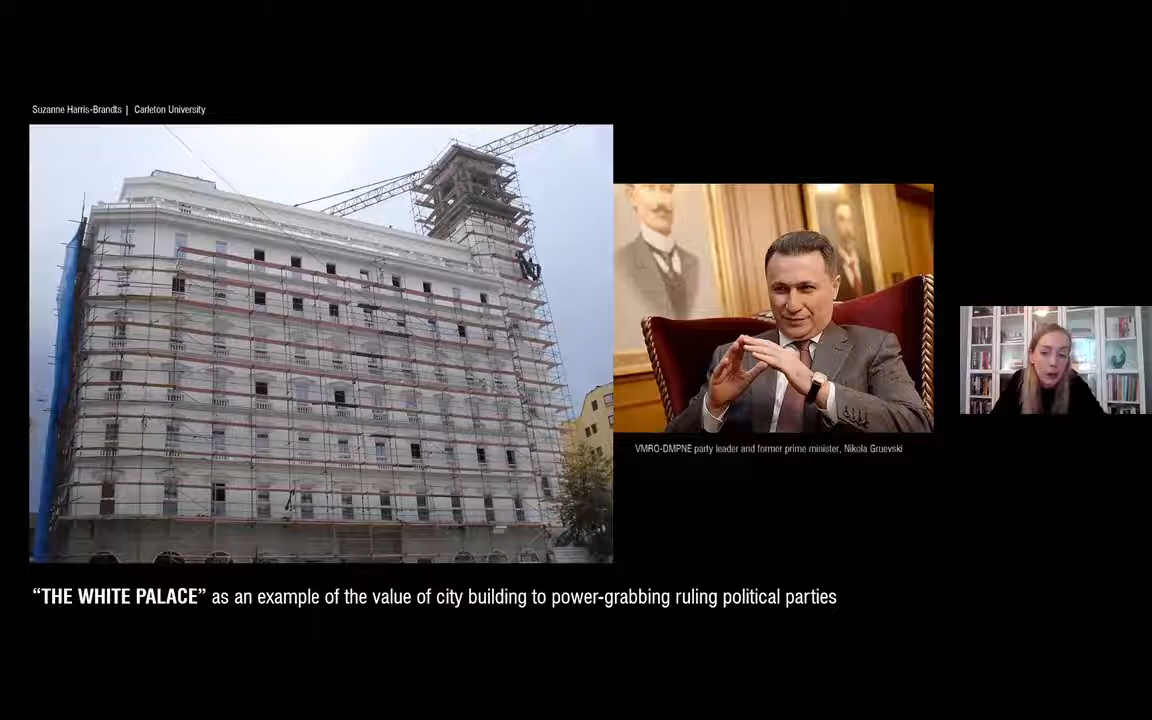 Suzanne Harris-Brandts | Carleton University
VMRO-DMPNE party leader and former prime minister, Nikola Gruevski
“THE WHITE PALACE” as an example of the value of city building to power-grabbing ruling political parties